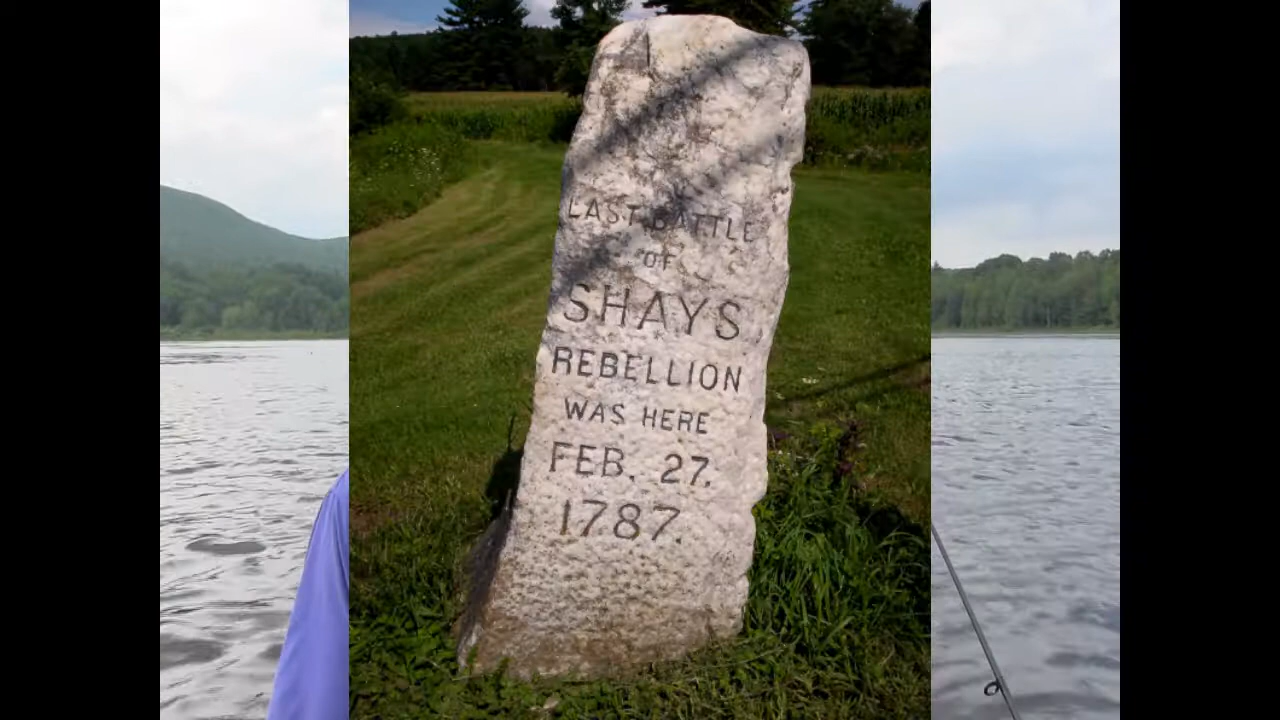 LAST BATTLE
OF
SHAYS
REBELLION
WAS HERE
FEB. 27.
1787.